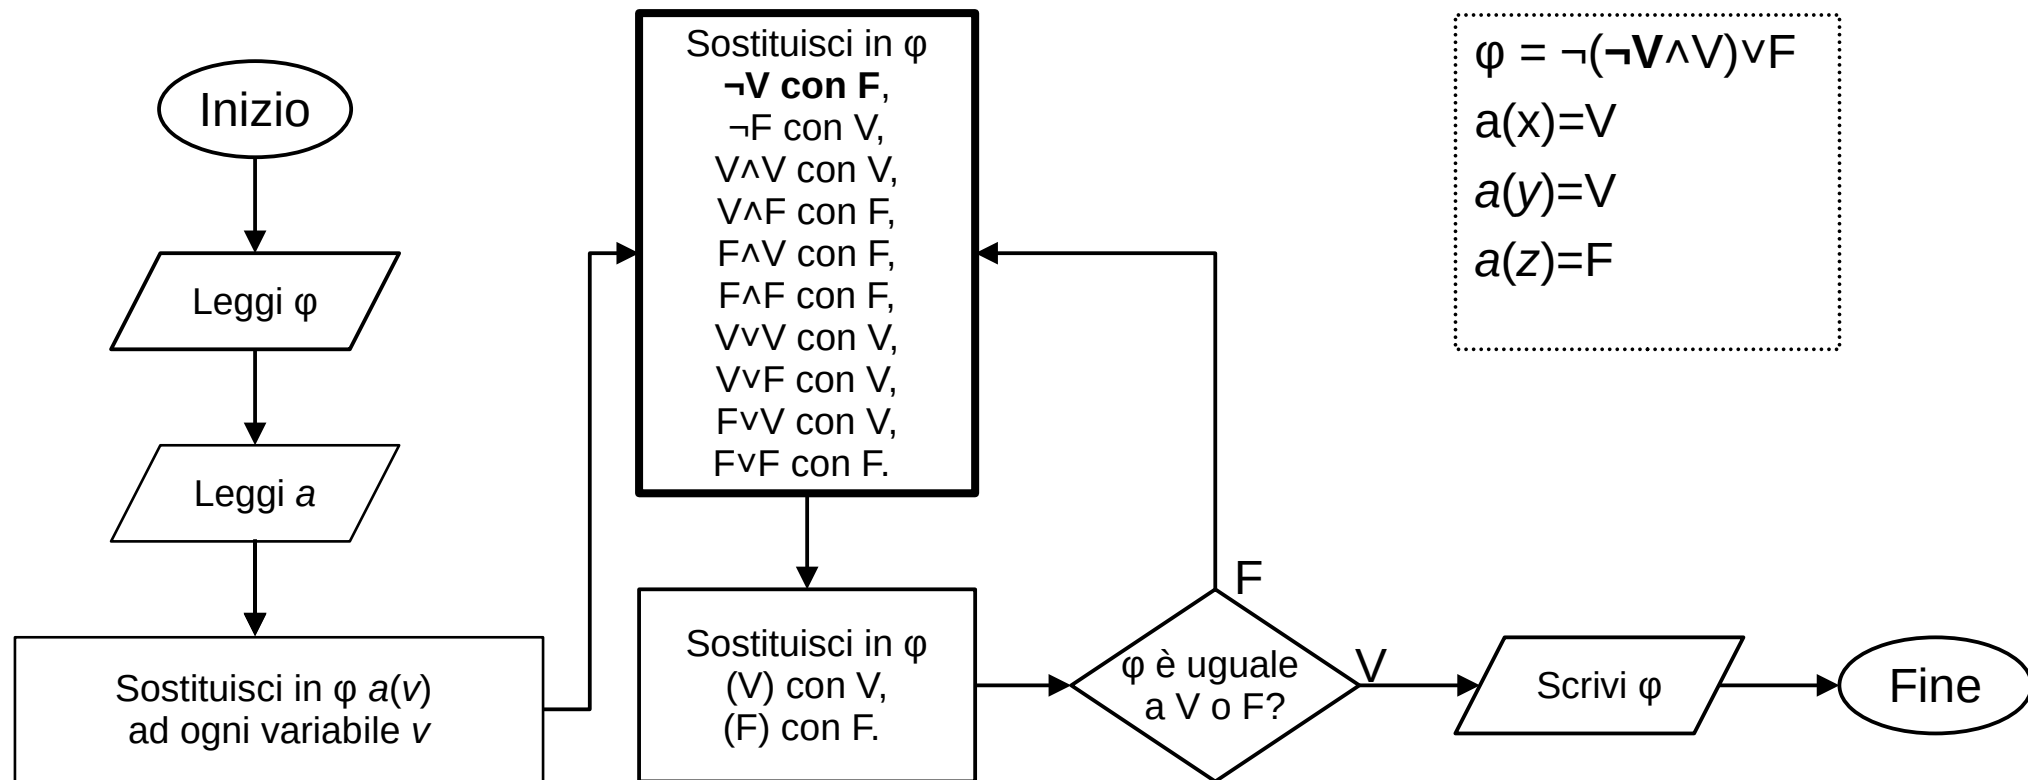 Inizio
Leggi φ
Leggi a
Sostituisci in φ a(v)
ad ogni variabile v
Sostituisci in φ
¬V con F,
¬F con V,
V∧V con V,
V∧F con F,
F∧V con F,
F∧F con F,
V∨V con V,
V∨F con V,
F∨V con V,
F∨F con F.
Sostituisci in φ
(V) con V,
(F) con F.
φ è uguale
a V o F?
F
V
Scrivi φ
Fine
φ = ¬(¬V∧V)∨F
a(x)=V
a(y)=V
a(z)=F